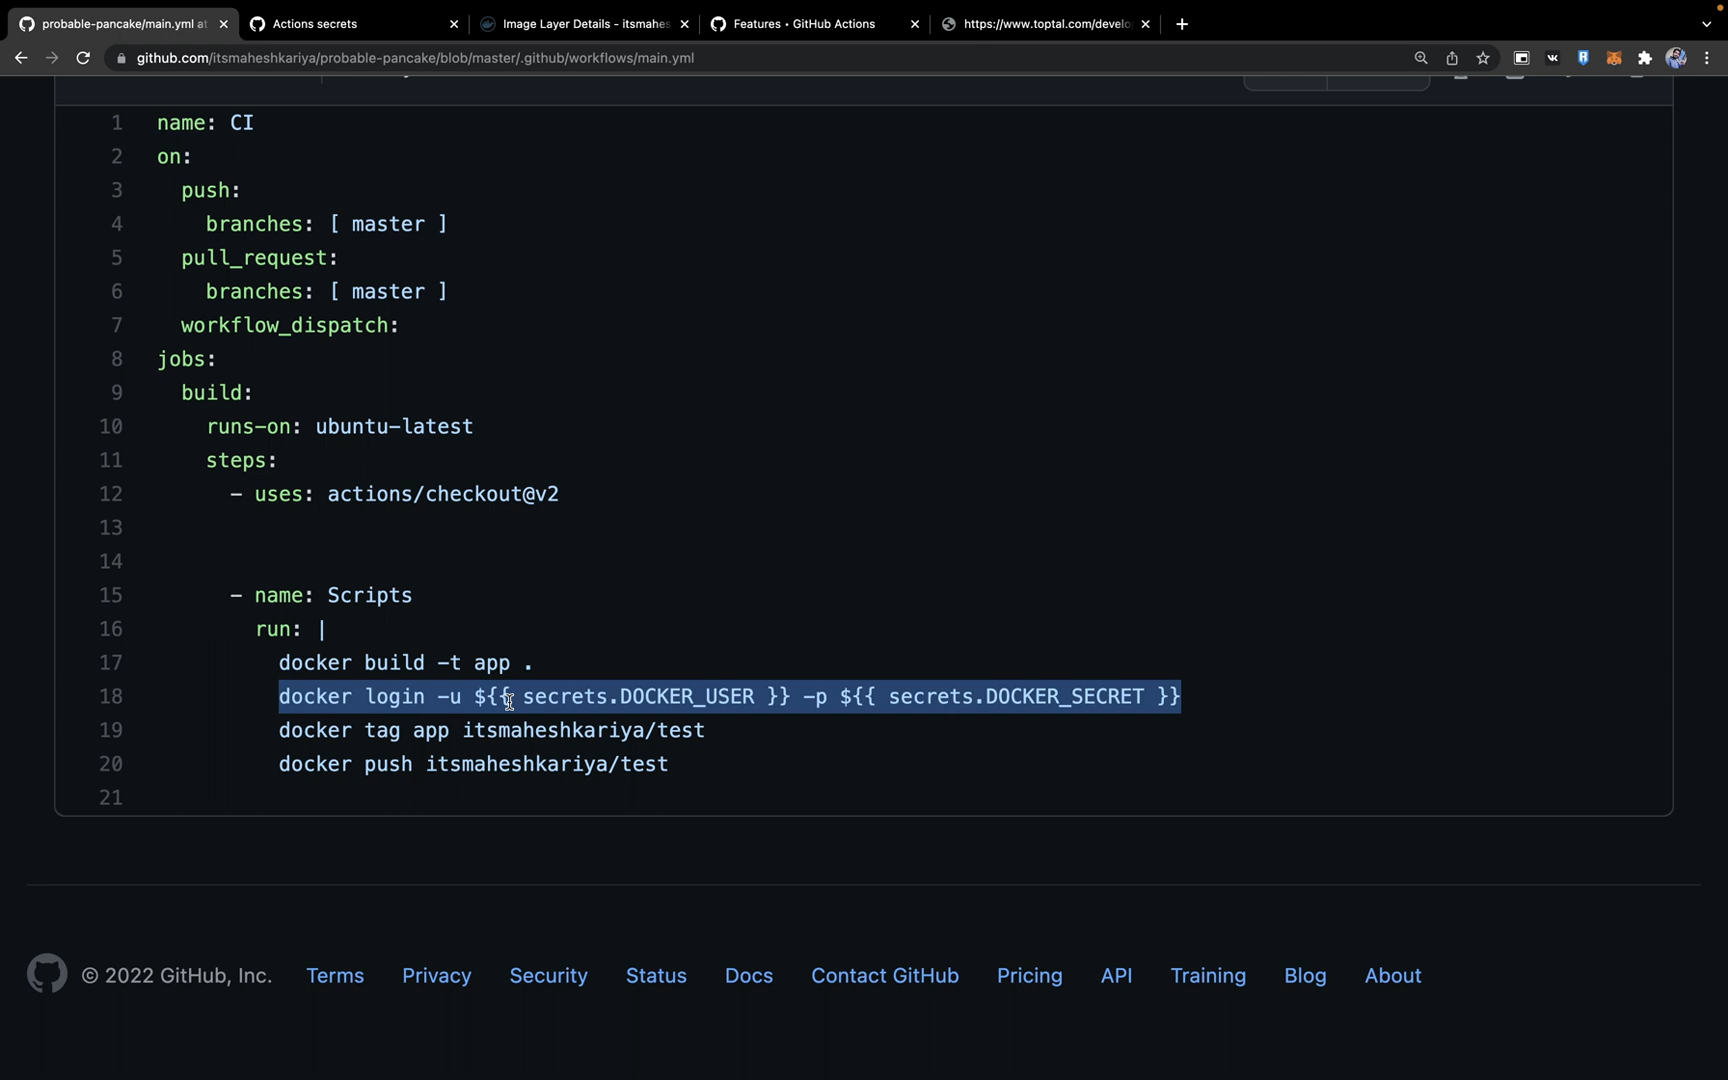 probable-pancake/main.yml at
Actions secrets
Image Layer Details - itsmahes
Features • GitHub Actions
https://www.toptal.com/develo
github.com/itsmaheshkariya/probable-pancake/blob/master/.github/workflows/main.yml
1 name: CI
2 on:
3 push:
4 branches: [ master ]
5 pull_request:
6 branches: [ master ]
7 workflow_dispatch:
8 jobs:
9 build:
10 runs-on: ubuntu-latest
11 steps:
12 - uses: actions/checkout@v2
13
14
15 - name: Scripts
16 run: |
17 docker build -t app .
18 docker login -u ${{ secrets.DOCKER_USER }} -p ${{ secrets.DOCKER_SECRET }}
19 docker tag app itsmaheshkariya/test
20 docker push itsmaheshkariya/test
21
© 2022 GitHub, Inc. Terms Privacy Security Status Docs Contact GitHub Pricing API Training Blog About